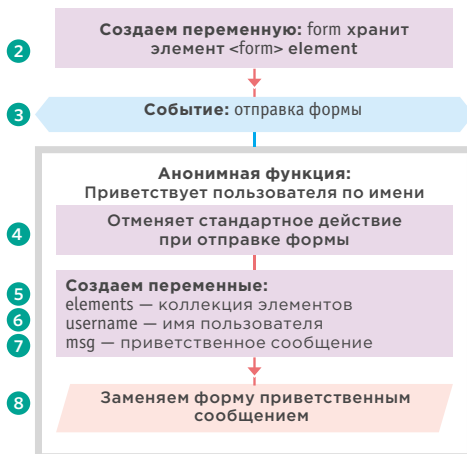 Создаем переменную: form хранит
элемент <form> element
2
3
Событие: отправка формы
Анонимная функция:
Приветствует пользователя по имени
4
Отменяет стандартное действие
при отправке формы
Создаем переменные:
5
elements — коллекция элементов
6
username — имя пользователя
7
msg — приветственное сообщение
8
Заменяем форму приветственным
сообщением